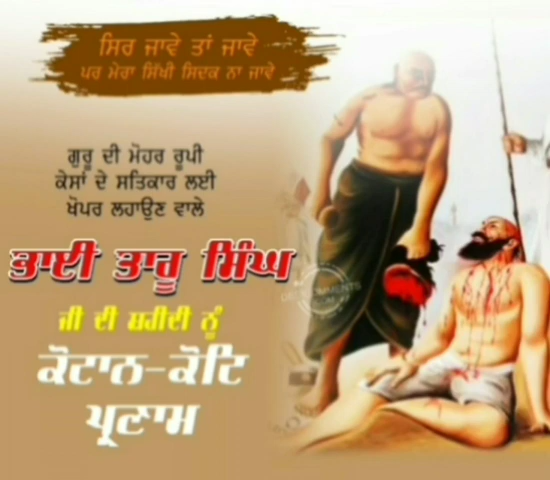 ਸਿਰ ਜਾਵੇ ਤਾਂ ਜਾਵੇ
ਪਰ ਮੇਰਾ ਸਿੱਖੀ ਸਿਦਕ ਨਾ ਜਾਵੇ
ਗੁਰੂ ਦੀ ਮੋਹਰ ਰੂਪੀ
ਕੇਸਾਂ ਦੇ ਸਤਿਕਾਰ ਲਈ
ਖੋਪਰ ਲਹਾਉਣ ਵਾਲੇ
ਭਾਈ ਤਾਰੂ ਸਿੰਘ
ਜੀ ਦੀ ਸ਼ਹੀਦੀ ਨੂੰ
ਕੋਟਾਨ-ਕੋਟਿ
ਪ੍ਰਣਾਮ